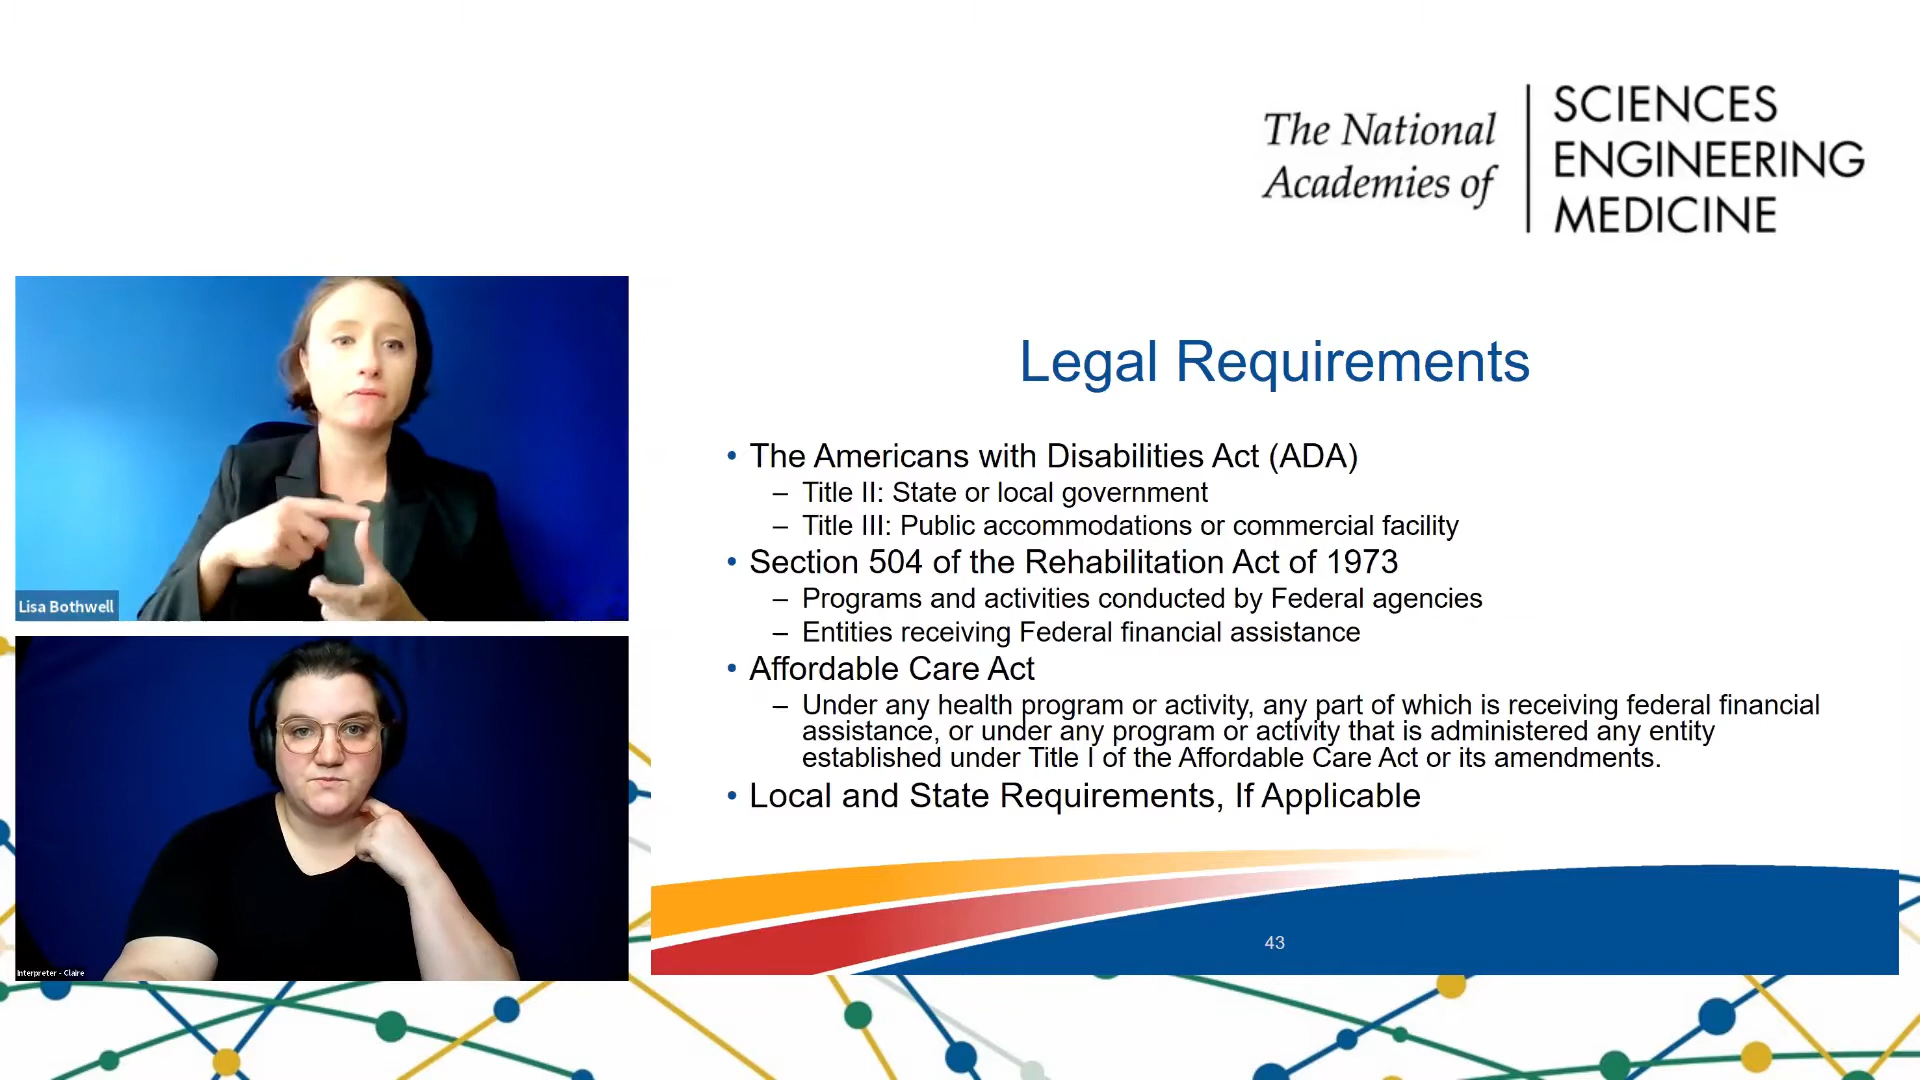 The National
Academies of
SCIENCES
ENGINEERING
MEDICINE
Lisa Bothwell
Interpreter - Claire
Legal Requirements
• The Americans with Disabilities Act (ADA)
– Title II: State or local government
– Title III: Public accommodations or commercial facility
• Section 504 of the Rehabilitation Act of 1973
– Programs and activities conducted by Federal agencies
– Entities receiving Federal financial assistance
• Affordable Care Act
– Under any health program or activity, any part of which is receiving federal financial
assistance, or under any program or activity that is administered any entity
established under Title I of the Affordable Care Act or its amendments.
• Local and State Requirements, If Applicable
43